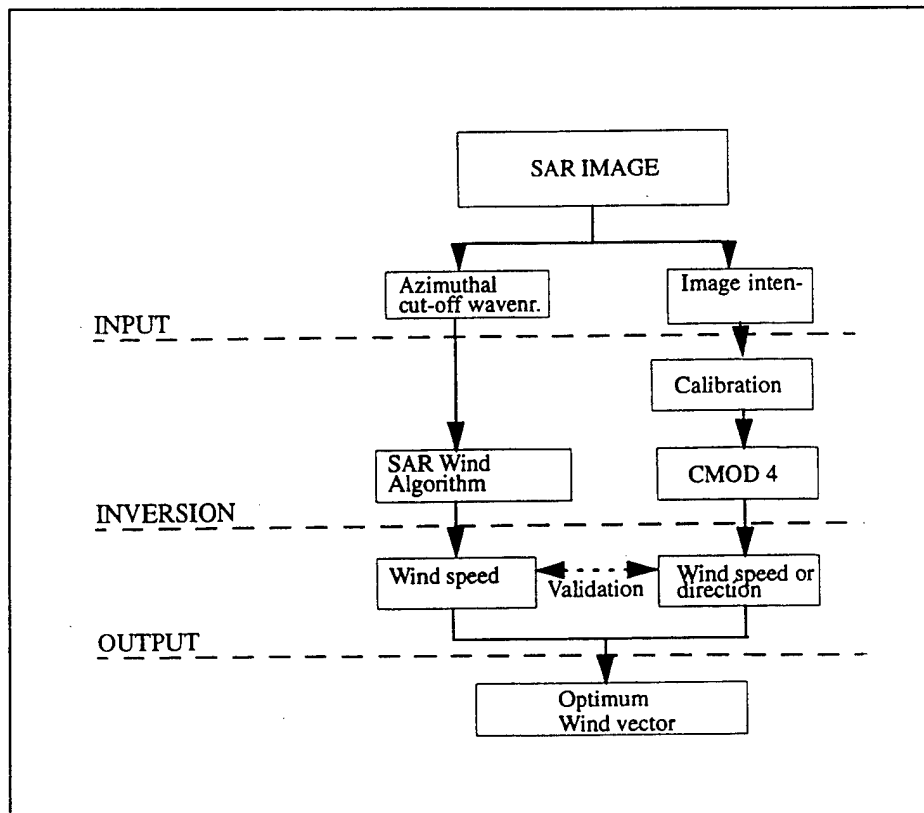 SAR IMAGE
Azimuthal
cut-off wavenr.
Image inten-
INPUT
Calibration
SAR Wind
Algorithm
CMOD 4
INVERSION
Wind speed
Validation
Wind speed or
direction
OUTPUT
Optimum
Wind vector